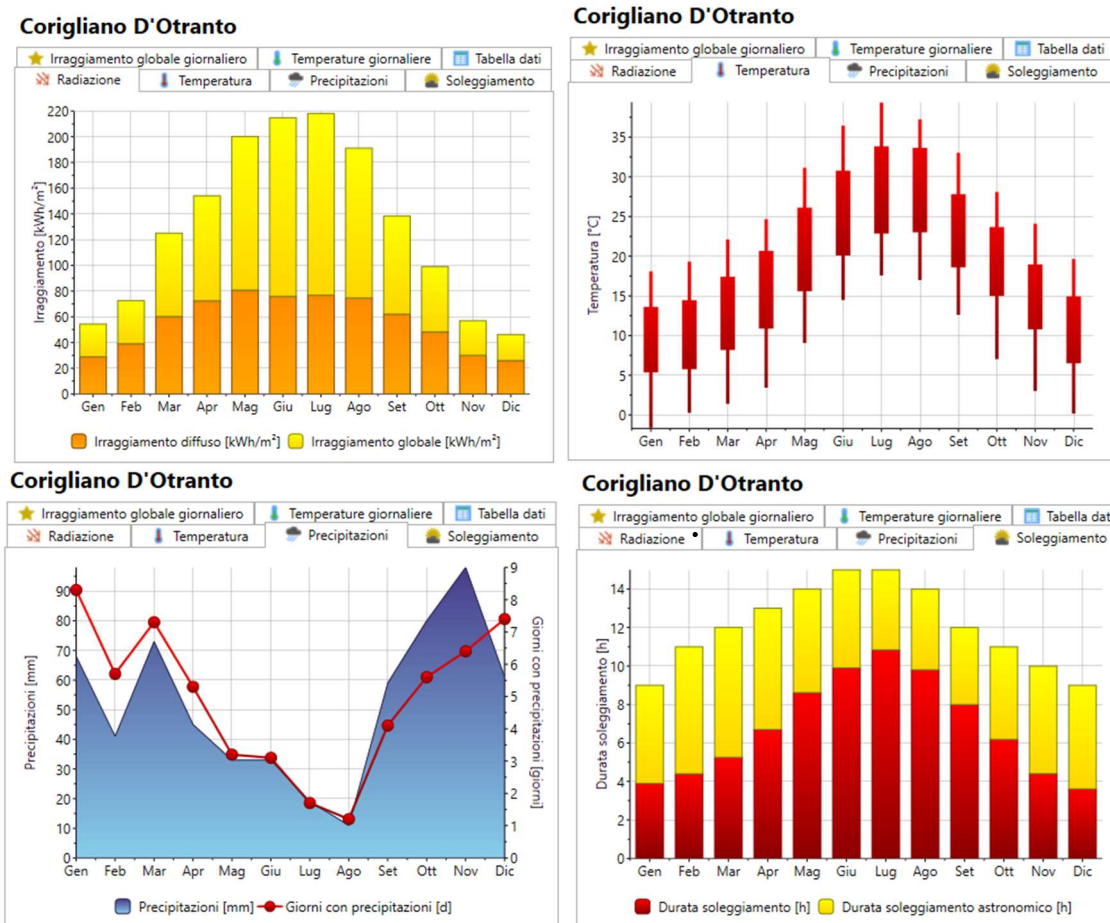 Corigliano D'Otranto
Irraggiamento globale giornaliero Temperature giornaliere Tabella dati
Radiazione Temperatura Precipitazioni Soleggiamento
Irraggiamento [kWh/m²]
220
200
180
160
140
120
100
80
60
40
20
0
Gen Feb Mar Apr Mag Giu Lug Ago Set Ott Nov Dic
Irraggiamento diffuso [kWh/m²] Irraggiamento globale [kWh/m²]
Corigliano D'Otranto
Irraggiamento globale giornaliero Temperature giornaliere Tabella dati
Radiazione Temperatura Precipitazioni Soleggiamento
Temperatura [°C]
35
30
25
20
15
10
5
0
Gen Feb Mar Apr Mag Giu Lug Ago Set Ott Nov Dic
Corigliano D'Otranto
Irraggiamento globale giornaliero Temperature giornaliere Tabella dati
Radiazione Temperatura Precipitazioni Soleggiamento
Precipitazioni [mm]
90
80
70
60
50
40
30
20
10
0
9
8
7
6
5
4
3
2
1
0
Giorni con precipitazioni [giorni]
Gen Feb Mar Apr Mag Giu Lug Ago Set Ott Nov Dic
Precipitazioni [mm] Giorni con precipitazioni [d]
Corigliano D'Otranto
Irraggiamento globale giornaliero Temperature giornaliere Tabella dati
Radiazione Temperatura Precipitazioni Soleggiamento
Durata soleggiamento [h]
14
12
10
8
6
4
2
0
Gen Feb Mar Apr Mag Giu Lug Ago Set Ott Nov Dic
Durata soleggiamento [h] Durata soleggiamento astronomico [h]